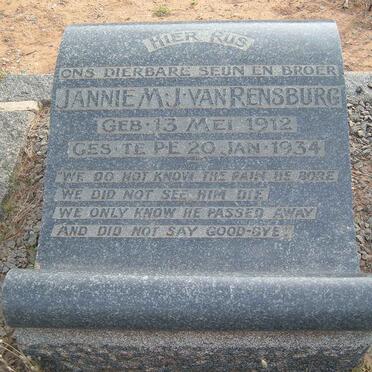 HIER RUS
ONS DIERBARE SEUN EN BROER
JANNIE M.J. VAN RENSBURG
GEB. 13 MEI 1912
GES. TE P.E. 20 JAN. 1934
"WE DO NOT KNOW THE PAIN HE BORE
WE DID NOT SEE HIM DIE
WE ONLY KNOW HE PASSED AWAY
AND DID NOT SAY GOOD-BYE"